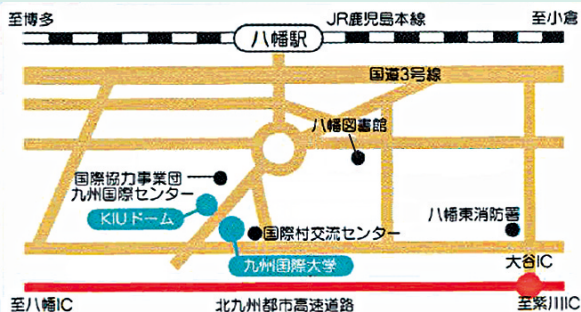 至博多
JR鹿児島本線
至小倉
八幡駅
国道3号線
八幡図書館
国際協力事業団
九州国際センター
KIUドーム
国際村交流センター
八幡東消防署
九州国際大学
大谷IC
至八幡IC
北九州都市高速道路
至紫川IC